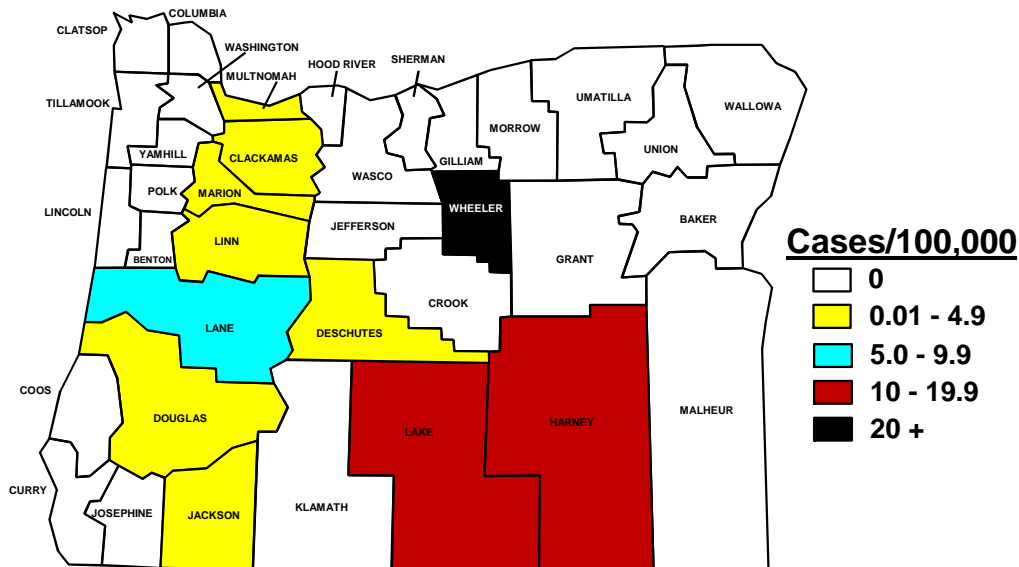 COLUMBIA
CLATSOP
WASHINGTON
SHERMAN
HOOD RIVER
MULTNOMAH
TILLAMOOK
UMATILLA
WALLOWA
MORROW
UNION
YAMHILL
CLACKAMAS
GILLIAM
WASCO
POLK
MARION
LINCOLN
WHEELER
BAKER
JEFFERSON
LINN
BENTON
GRANT
Cases/100,000
0
CROOK
0.01 - 4.9
LANE
DESCHUTES
5.0 - 9.9
COOS
10 - 19.9
MALHEUR
DOUGLAS
HARNEY
LAKE
20 +
CURRY
KLAMATH
JOSEPHINE
JACKSON